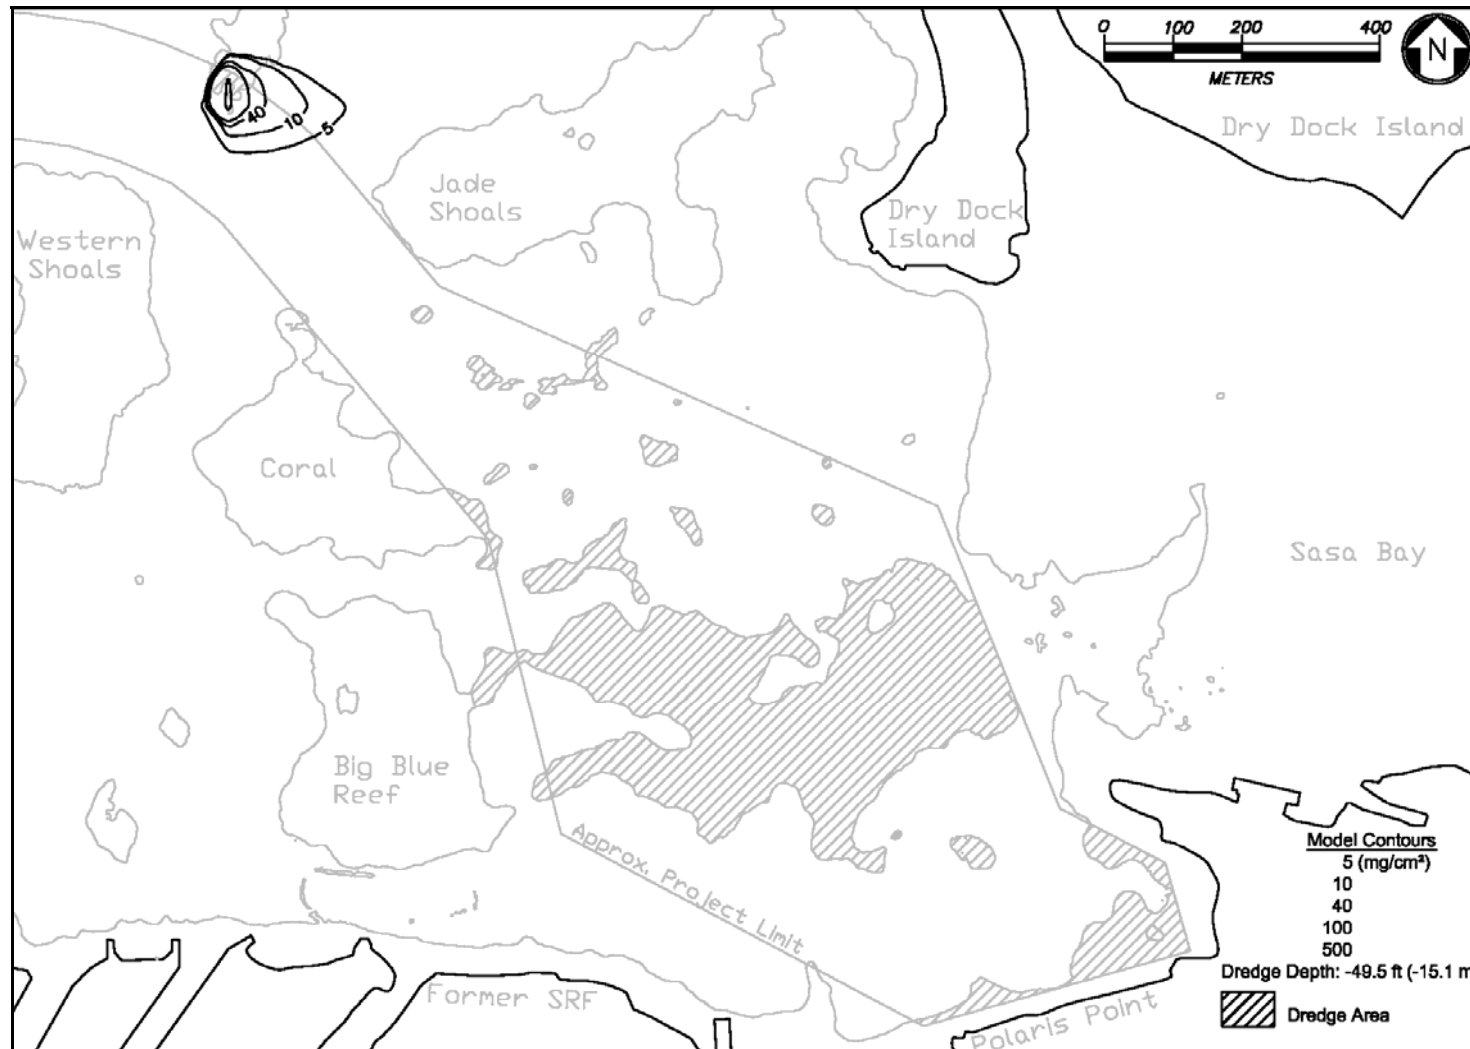 0 100 200 400
METERS
N
Dry Dock Island
40
10
5
Jade
Shoals
Dry Dock
Island
Western
Shoals
Coral
Sasa Bay
Big Blue
Reef
Approx. Project Limit
Model Contours
5 (mg/cm²)
10
40
100
500
Dredge Depth: -49.5 ft (-15.1 m
Dredge Area
Former SRF
Polaris Point